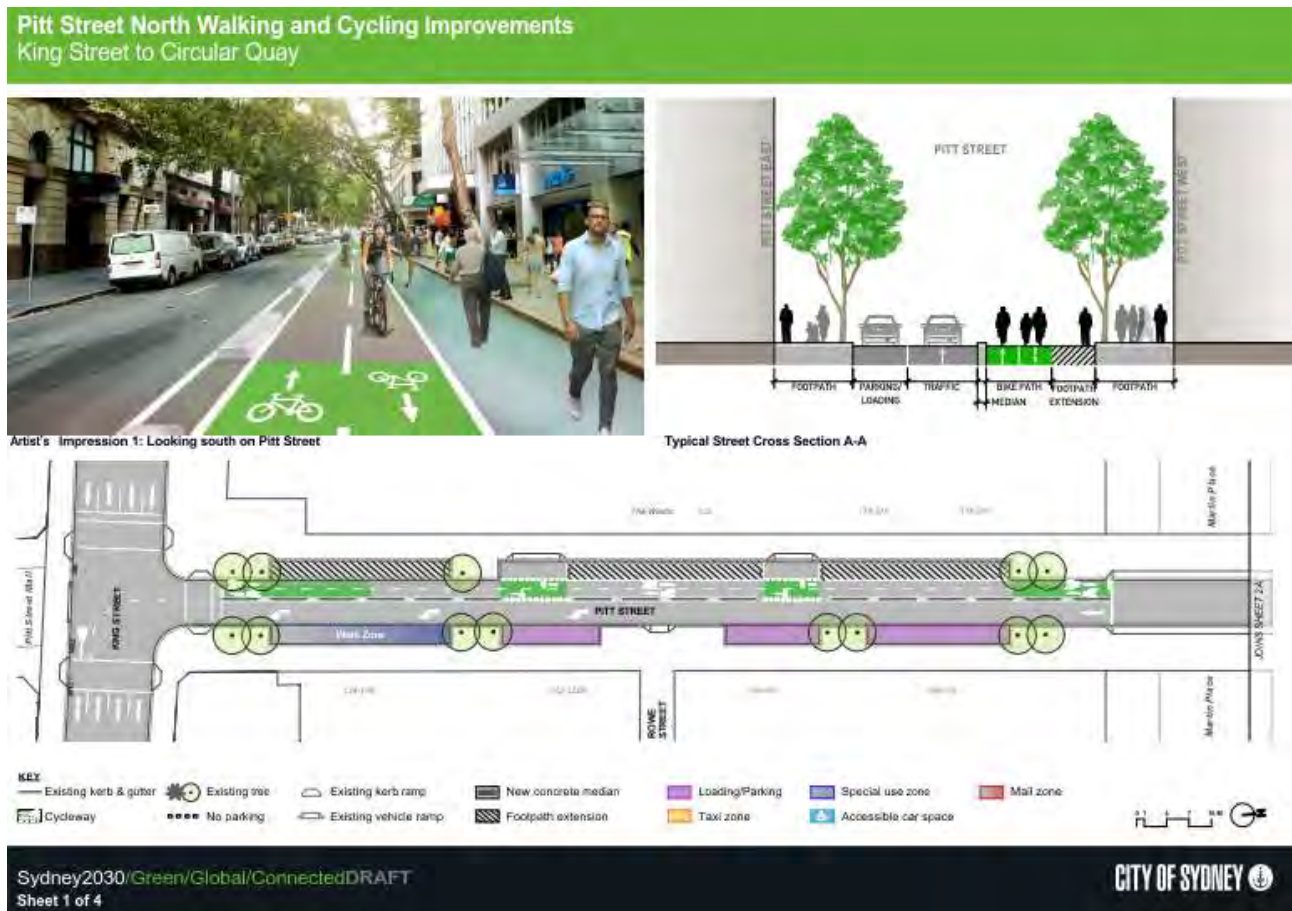 Pitt Street North Walking and Cycling Improvements
King Street to Circular Quay
PITT STREET EAST
PITT STREET
PITT STREET WEST
FOOTPATH
PARKING/
LOADING
TRAFFIC
MEDIAN
BIKE PATH
FOOTPATH
EXTENSION
FOOTPATH
Artist's Impression 1: Looking south on Pitt Street
Typical Street Cross Section A-A
Pitt Street Mall
KING STREET
PITT STREET
Work Zone
ROWE
STREET
Martin Place
Martin Place
JOINS SHEET 2A
KEY
Existing kerb & gutter
Existing tree
Existing kerb ramp
New concrete median
Loading/Parking
Special use zone
Mail zone
Cycleway
No parking
Existing vehicle ramp
Footpath extension
Taxi zone
Accessible car space
Sydney2030/Green/Global/ConnectedDRAFT
Sheet 1 of 4
CITY OF SYDNEY